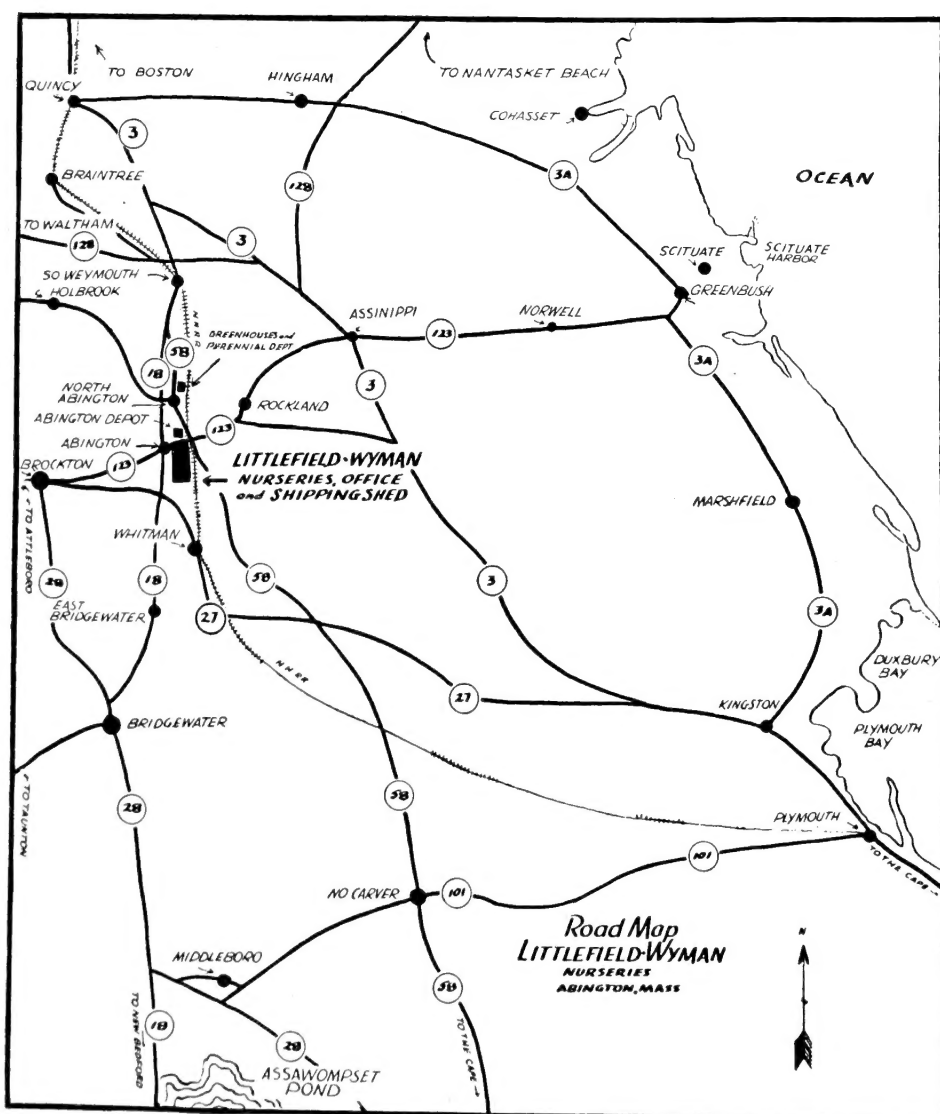 TO BOSTON
TO NANTASKET BEACH
QUINCY
HINGHAM
COHASSET
3
BRAINTREE
128
3A
OCEAN
TO WALTHAM
128
3
SCITUATE
SCITUATE
HARBOR
SO WEYMOUTH
HOLBROOK
GREENBUSH
N H R R
GREENHOUSES and
PERENNIAL DEPT
ASSINIPPI
123
NORWELL
58
18
3A
3
NORTH
ABINGTON
ROCKLAND
ABINGTON DEPOT
123
ABINGTON
BROCKTON
123
LITTLEFIELD-WYMAN
NURSERIES, OFFICE
and SHIPPING SHED
MARSHFIELD
TO ATTLEBORO
WHITMAN
28
18
58
3
EAST
BRIDGEWATER
27
3A
N H R R
27
DUXBURY
BAY
KINGSTON
BRIDGEWATER
PLYMOUTH
BAY
TO TAUNTON
28
58
PLYMOUTH
101
TO THE CAPE
NO CARVER
101
Road Map
LITTLEFIELD-WYMAN
NURSERIES
ABINGTON, MASS
N
MIDDLEBORO
58
TO NEW BEDFORD
18
28
TO THE CAPE
ASSAWOMPSET
POND